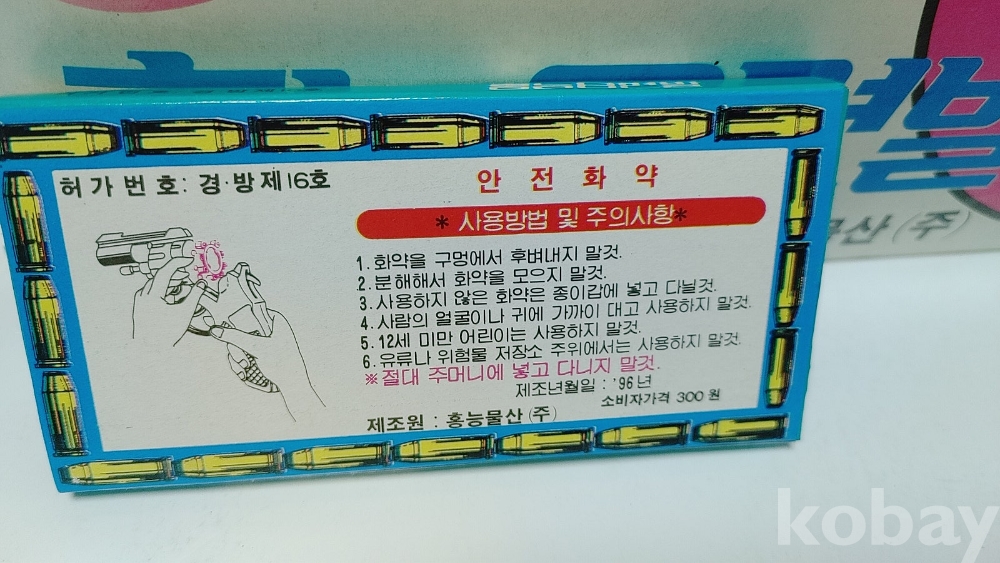 허가번호: 경·방 제16호
안전화약
* 사용방법 및 주의사항*
1. 화약을 구멍에서 후벼내지 말것.
2. 분해해서 화약을 모으지 말것.
3. 사용하지 않은 화약은 종이갑에 넣고 다닐것.
4. 사람의 얼굴이나 귀에 가까이 대고 사용하지 말것.
5. 12세 미만 어린이는 사용하지 말것.
6. 유류나 위험물 저장소 주위에서는 사용하지 말것.
※절대 주머니에 넣고 다니지 말것.
제조년월일 : '96년
소비자가격 300원
제조원 : 홍능물산 (주)
물산 (주)
kobay